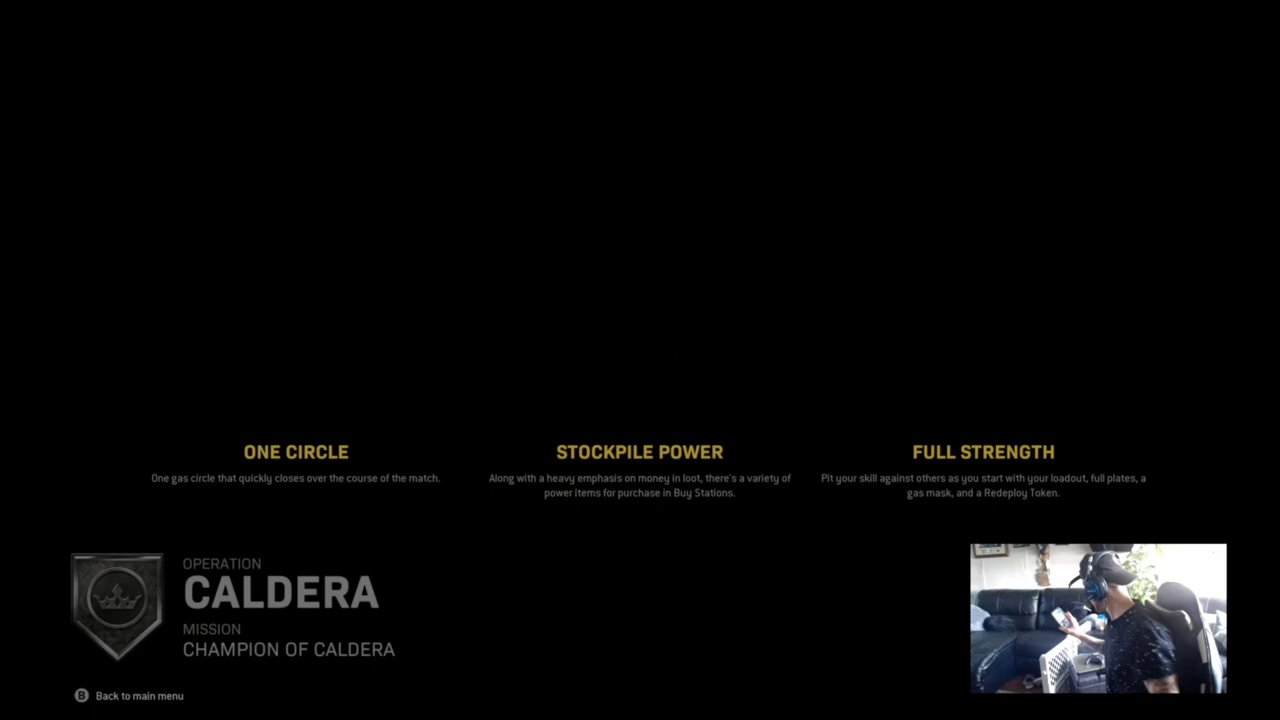 ONE CIRCLE
One gas circle that quickly closes over the course of the match.
STOCKPILE POWER
Along with a heavy emphasis on money in loot, there's a variety of
power items for purchase in Buy Stations.
FULL STRENGTH
Pit your skill against others as you start with your loadout, full plates, a
gas mask, and a Redeploy Token.
OPERATION
CALDERA
MISSION
CHAMPION OF CALDERA
B Back to main menu